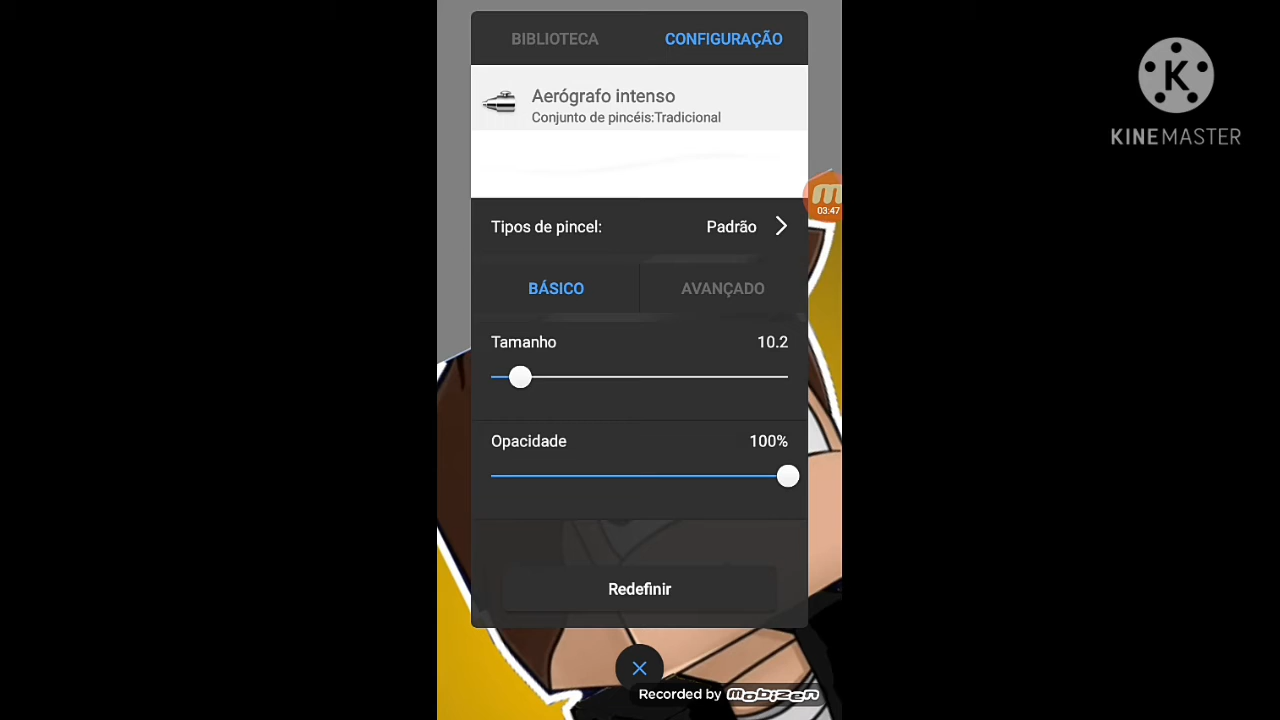 BIBLIOTECA
CONFIGURAÇÃO
Aerógrafo intenso
Conjunto de pincéis:Tradicional
Tipos de pincel:
Padrão
BÁSICO
AVANÇADO
Tamanho
10.2
Opacidade
100%
Redefinir
Recorded by Mobizen
03:47
K
KINEMASTER